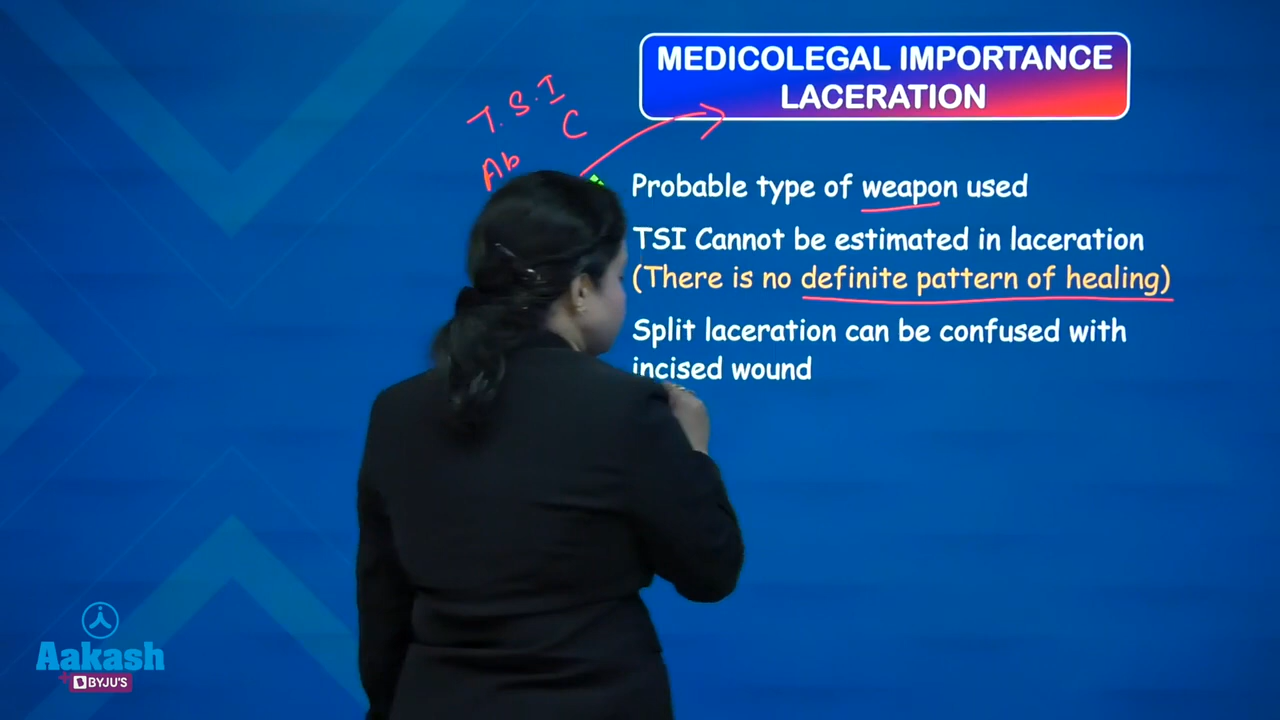 MEDICOLEGAL IMPORTANCE
LACERATION
T.S.I
C
Ab
Probable type of weapon used
TSI Cannot be estimated in laceration
(There is no definite pattern of healing)
Split laceration can be confused with
incised wound
Aakash
+ BYJU'S